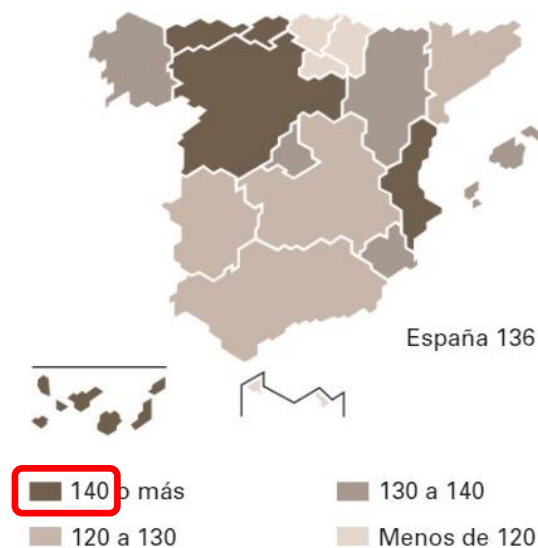 España 136
140 o más
130 a 140
120 a 130
Menos de 120